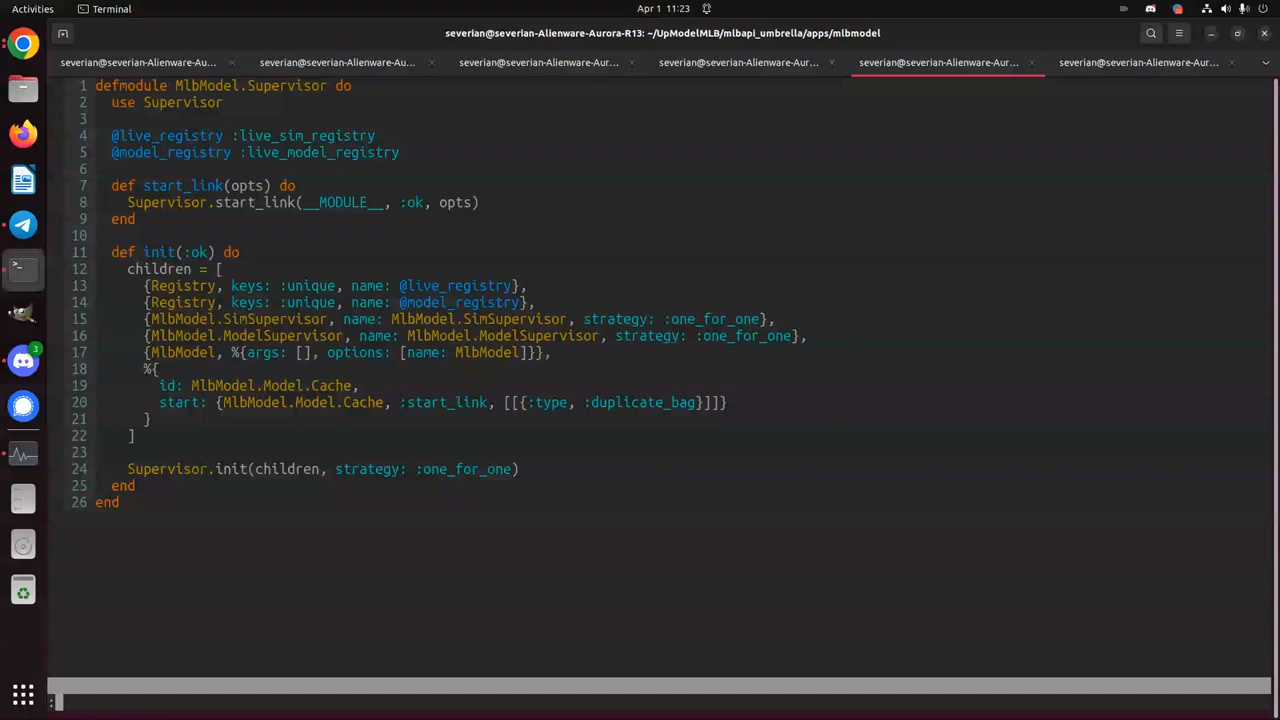 Activities
Terminal
Apr 1 11:23
severian@severian-Alienware-Aurora-R13: ~/UpModelMLB/mlbapi_umbrella/apps/mlbmodel
severian@severian-Alienware-Aur...
severian@severian-Alienware-Aur...
severian@severian-Alienware-Aur...
severian@severian-Alienware-Aur...
severian@severian-Alienware-Aur...
severian@severian-Alienware-Aur...
1 defmodule MlbModel.Supervisor do
2   use Supervisor
3
4   @live_registry :live_sim_registry
5   @model_registry :live_model_registry
6
7   def start_link(opts) do
8     Supervisor.start_link(__MODULE__, :ok, opts)
9   end
10
11   def init(:ok) do
12     children = [
13       {Registry, keys: :unique, name: @live_registry},
14       {Registry, keys: :unique, name: @model_registry},
15       {MlbModel.SimSupervisor, name: MlbModel.SimSupervisor, strategy: :one_for_one},
16       {MlbModel.ModelSupervisor, name: MlbModel.ModelSupervisor, strategy: :one_for_one},
17       {MlbModel, %{args: [], options: [name: MlbModel]}},
18       %{
19         id: MlbModel.Model.Cache,
20         start: {MlbModel.Model.Cache, :start_link, [[{:type, :duplicate_bag}]]}
21       }
22     ]
23
24     Supervisor.init(children, strategy: :one_for_one)
25   end
26 end
3
: